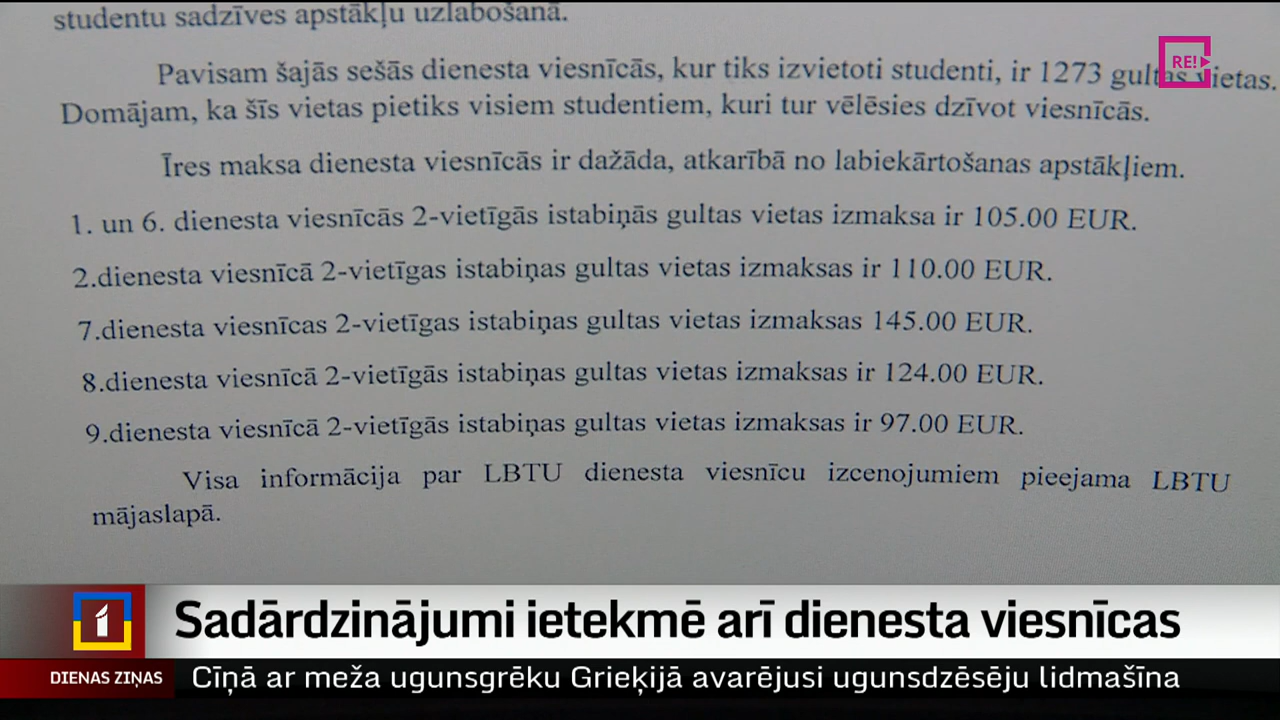 studentu sadzīves apstākļu uzlabošanā.
RE!
Pavisam šajās sešās dienesta viesnīcās, kur tiks izvietoti studenti, ir 1273 gultas vietas.
Domājam, ka šīs vietas pietiks visiem studentiem, kuri tur vēlēsies dzīvot viesnīcās.
Īres maksa dienesta viesnīcās ir dažāda, atkarībā no labiekārtošanas apstākļiem.
1. un 6. dienesta viesnīcās 2-vietīgās istabiņās gultas vietas izmaksa ir 105.00 EUR.
2.dienesta viesnīcā 2-vietīgas istabiņas gultas vietas izmaksas ir 110.00 EUR.
7.dienesta viesnīcas 2-vietīgas istabiņas gultas vietas izmaksas 145.00 EUR.
8.dienesta viesnīcā 2-vietīgās istabiņas gultas vietas izmaksas ir 124.00 EUR.
9.dienesta viesnīcā 2-vietīgās istabiņas gultas vietas izmaksas ir 97.00 EUR.
Visa informācija par LBTU dienesta viesnīcu izcenojumiem pieejama LBTU
mājaslapā.
1
Sadārdzinājumi ietekmē arī dienesta viesnīcas
DIENAS ZIŅAS
Cīņā ar meža ugunsgrēku Grieķijā avarējusi ugunsdzēsēju lidmašīna